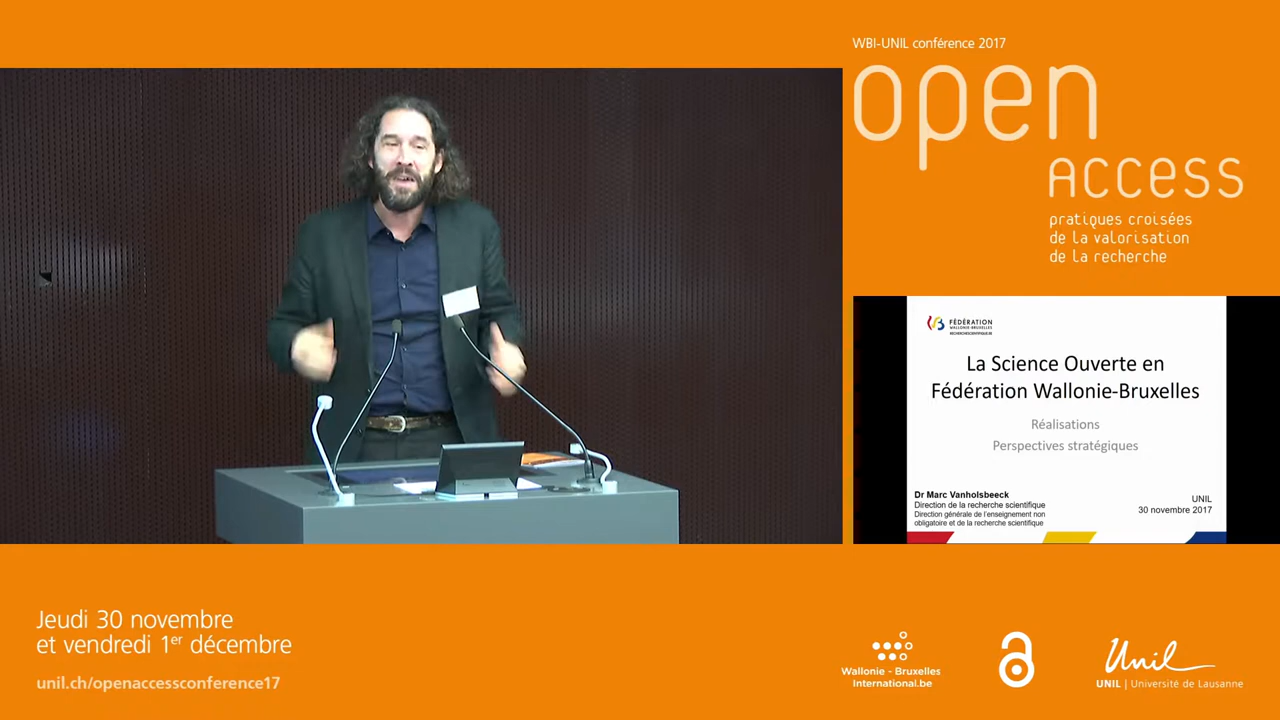 WBI-UNIL conférence 2017
open
access
pratiques croisées
de la valorisation
de la recherche
FÉDÉRATION
WALLONIE-BRUXELLES
RECHERCHESCIENTIFIQUE.BE
La Science Ouverte en
Fédération Wallonie-Bruxelles
Réalisations
Perspectives stratégiques
Dr Marc Vanholsbeeck
Direction de la recherche scientifique
Direction générale de l'enseignement non
obligatoire et de la recherche scientifique
UNIL
30 novembre 2017
Jeudi 30 novembre
et vendredi 1er décembre
unil.ch/openaccessconference17
Wallonie - Bruxelles
International.be
Unil
UNIL | Université de Lausanne